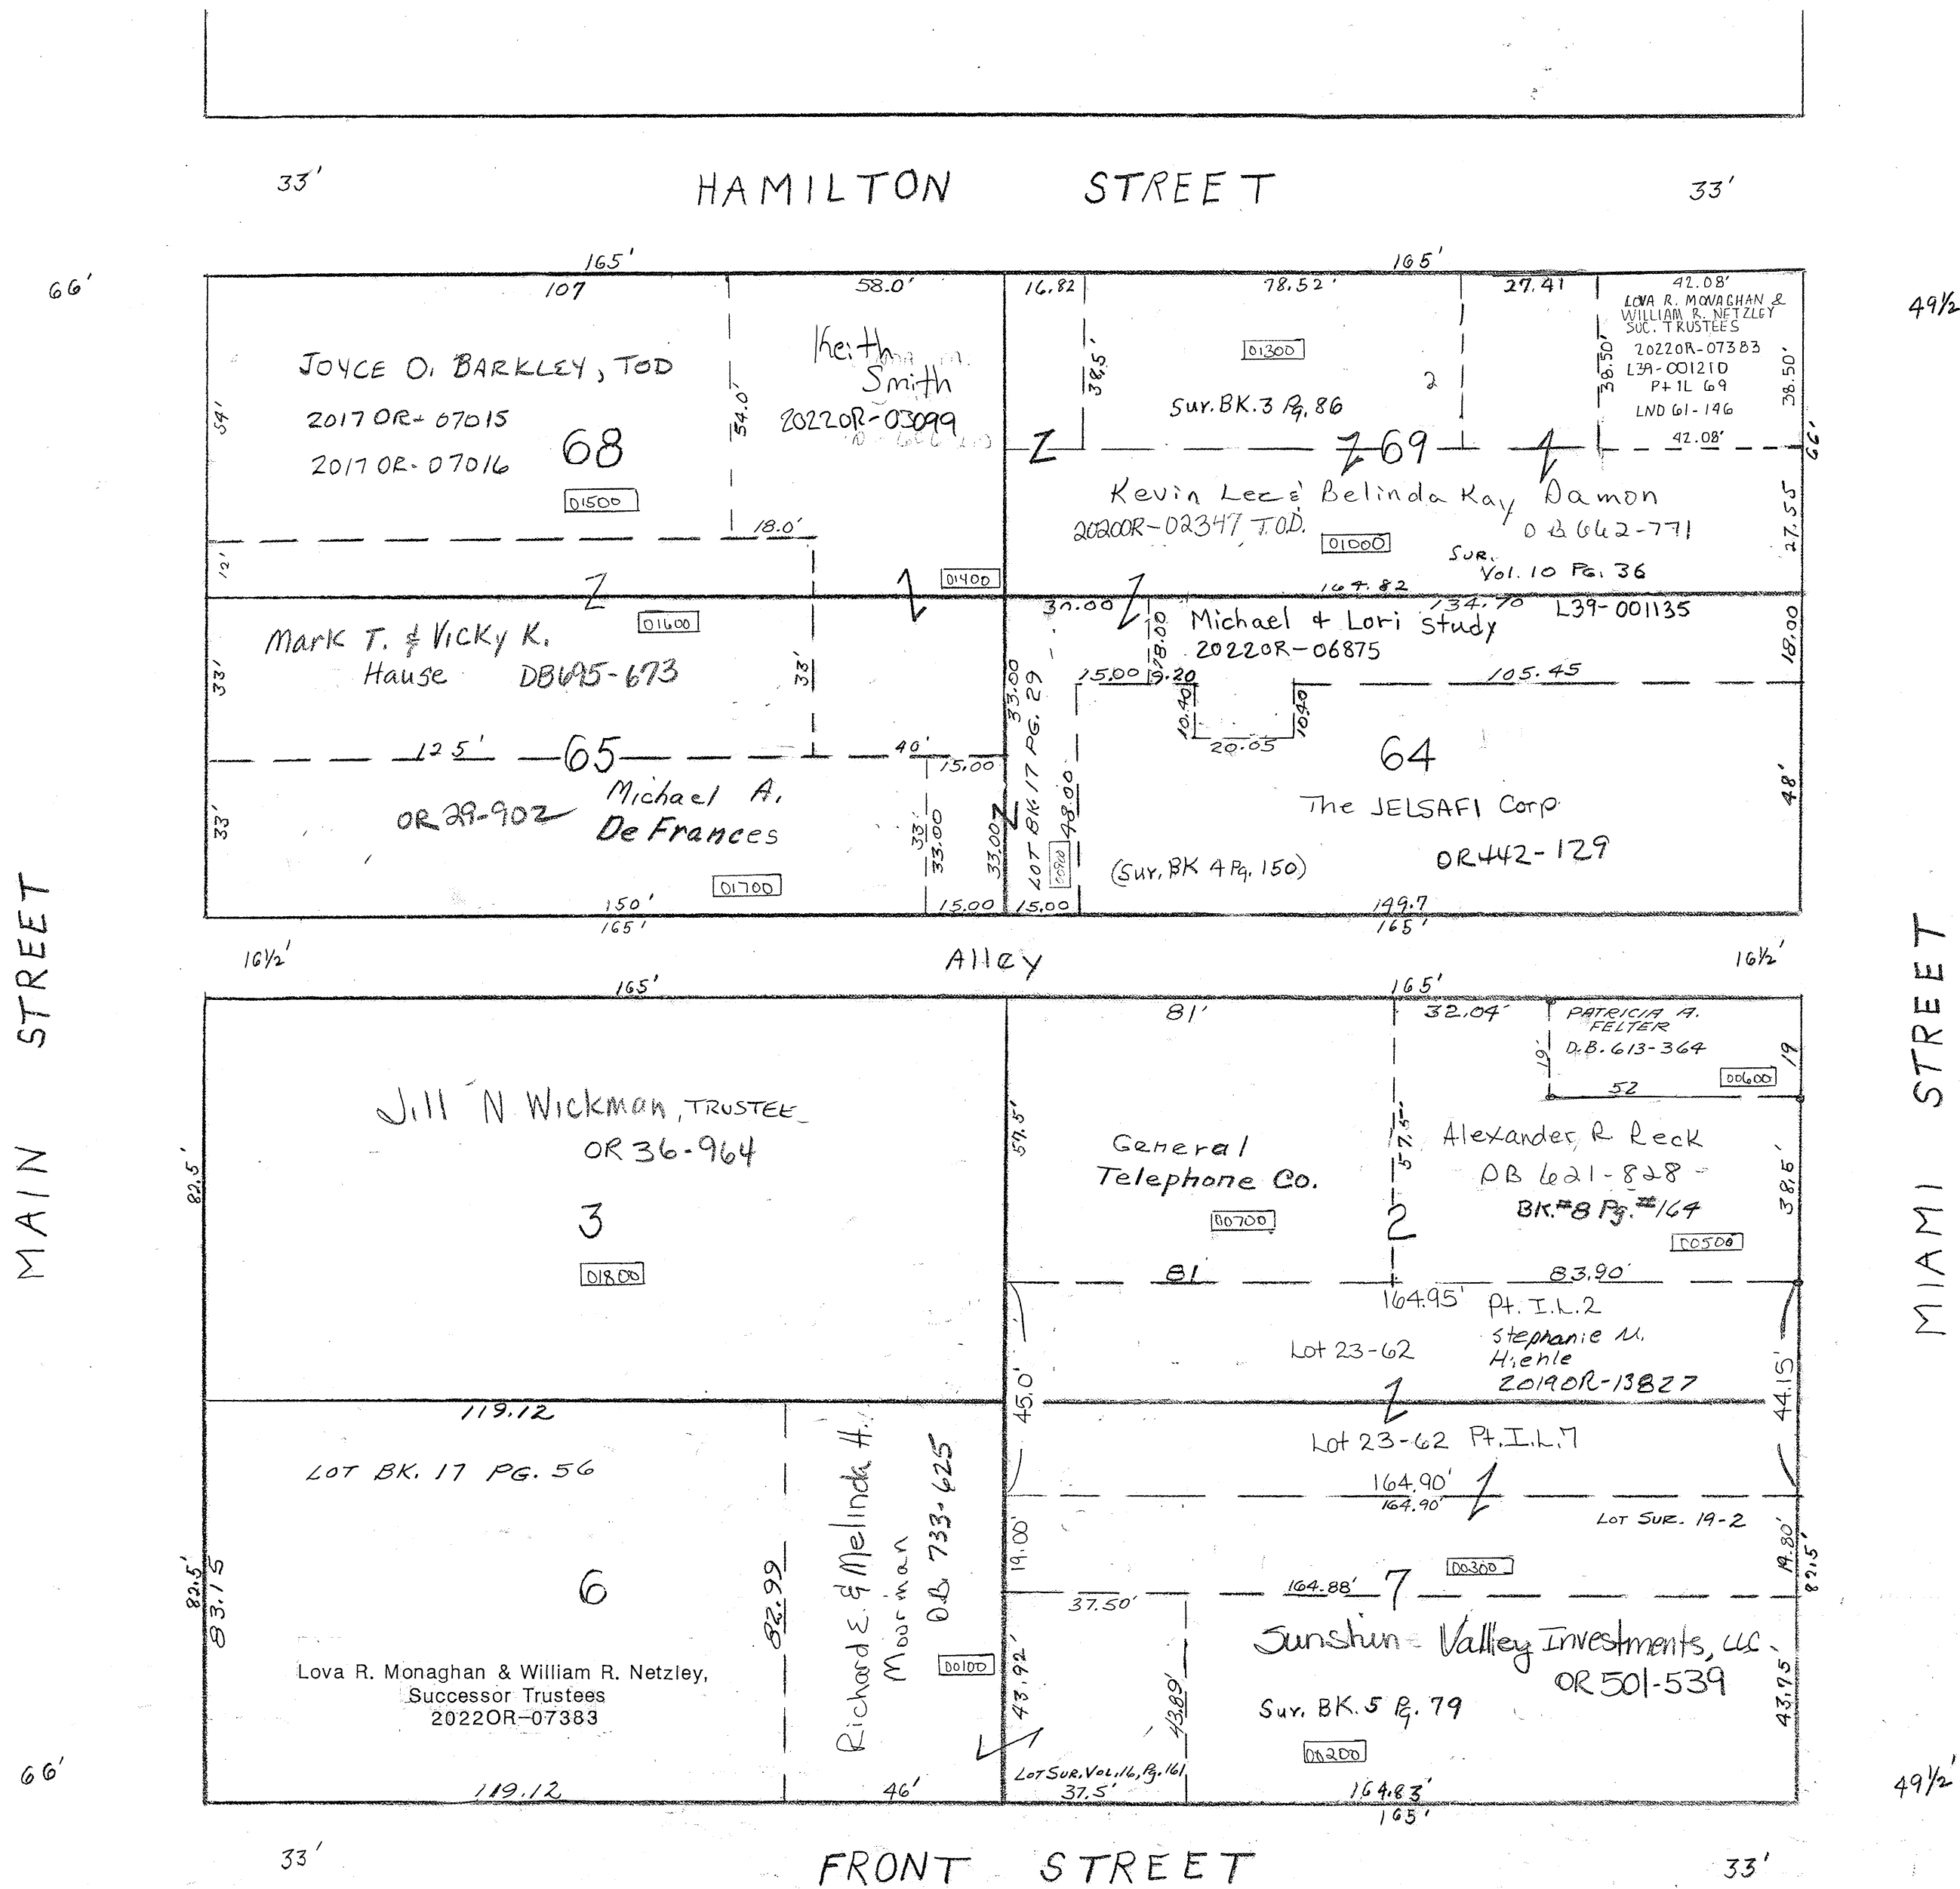 33'
HAMILTON STREET
33'
66'
165'
165'
49½
107
58.0'
16.82
78.52'
27.41
42.08'
LOVA R. MONAGHAN &
WILLIAM R. NETZLEY
SUC. TRUSTEES
2022OR-07383
L39-001210
Pt IL 69
LND 61-146
42.08'
38.50'
38.50'
66'
JOYCE O. BARKLEY, TOD
2017 OR-07015
2017 OR-07016
68
01500
54'
54.0'
Keith
Smith
2022OR-03099
38.5'
01300
2
Sur. BK. 3 Pg. 86
69
Kevin Lee & Belinda Kay Damon
2020OR-02347 T.O.D.
DB 662-771
01000
SUR.
Vol. 10 PG. 36
27.55
18.0'
12'
01400
164.82
30.00
134.70
L39-001135
Mark T. & Vicky K.
Hause DB695-673
01600
33'
33'
33.00
Michael & Lori Study
2022OR-06875
18.00
15.00
9.20
105.45
18.00
10.40
20.05
10.40
125'
65
40'
15.00
LOT BK. 17 PG. 29
64
OR 29-902
Michael A.
De Frances
33'
33'
33.00
33.00
48.00
00900
The JELSAFI Corp
OR442-129
(Sur. BK 4 Pg. 150)
48'
01700
150'
165'
15.00
15.00
149.7
165'
16½'
Alley
16½'
MAIN STREET
MIAMI STREET
165'
165'
81'
32.04'
PATRICIA A.
FELTER
D.B. 613-364
19'
19
00600
52
Jill N Wickman, TRUSTEE
OR 36-964
82.5'
3
01800
57.5'
General
Telephone Co.
00700
57.5'
2
Alexander R Reck
DB 621-828
BK.#8 Pg.#164
00500
38.5'
81'
83.90'
164.95'
Pt. I.L.2
Lot 23-62
Stephanie M.
Hiehle
2019OR-13827
45.0'
44.15'
119.12
Lot 23-62 Pt. I.L.7
164.90'
164.90'
LOT SUR. 19-2
LOT BK. 17 PG. 56
6
82.5'
83.15
82.99
Richard E. & Melinda H.
Moorman
D.B. 733-625
00100
19.00'
00300
19.80'
82.5'
164.88'
7
37.50'
43.92'
43.89'
Valley Investments, LLC
OR 501-539
Sur. BK. 5 Pg. 79
00200
43.75'
Lova R. Monaghan & William R. Netzley,
Successor Trustees
2022OR-07383
LOT SUR. VOL. 16, Pg. 161
66'
119.12
46'
37.5'
164.83'
165'
49½'
33'
FRONT STREET
33'